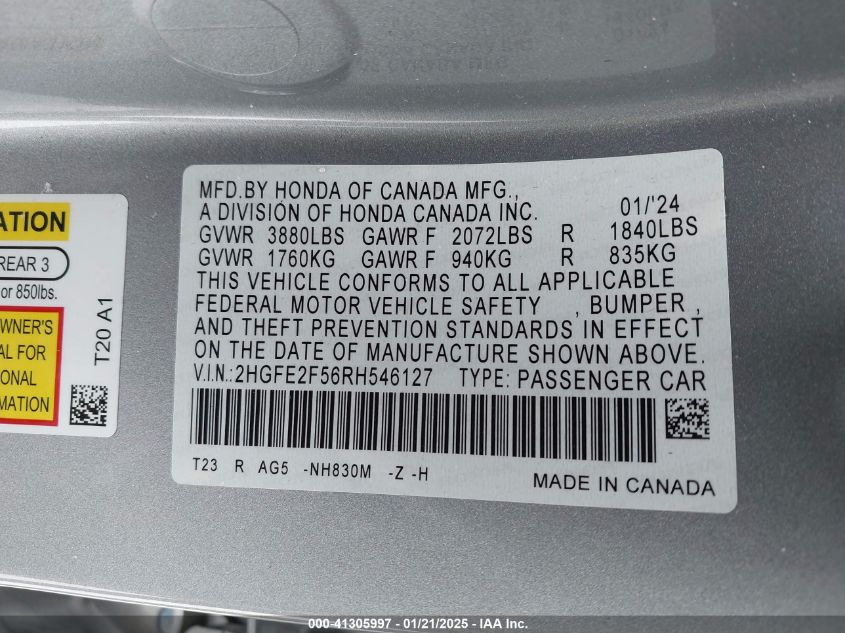 MFD.BY HONDA OF CANADA MFG.,
A DIVISION OF HONDA CANADA INC. 01/'24
GVWR 3880LBS GAWR F 2072LBS R 1840LBS
GVWR 1760KG GAWR F 940KG R 835KG
THIS VEHICLE CONFORMS TO ALL APPLICABLE
FEDERAL MOTOR VEHICLE SAFETY , BUMPER ,
AND THEFT PREVENTION STANDARDS IN EFFECT
ON THE DATE OF MANUFACTURE SHOWN ABOVE.
V.I.N.:2HGFE2F56RH546127 TYPE: PASSENGER CAR
T23 R AG5 -NH830M -Z -H
MADE IN CANADA
ATION
REAR 3
or 850lbs.
WNER'S
AL FOR
ONAL
MATION
T20 A1
000-41305997 - 01/21/2025 - IAA Inc.